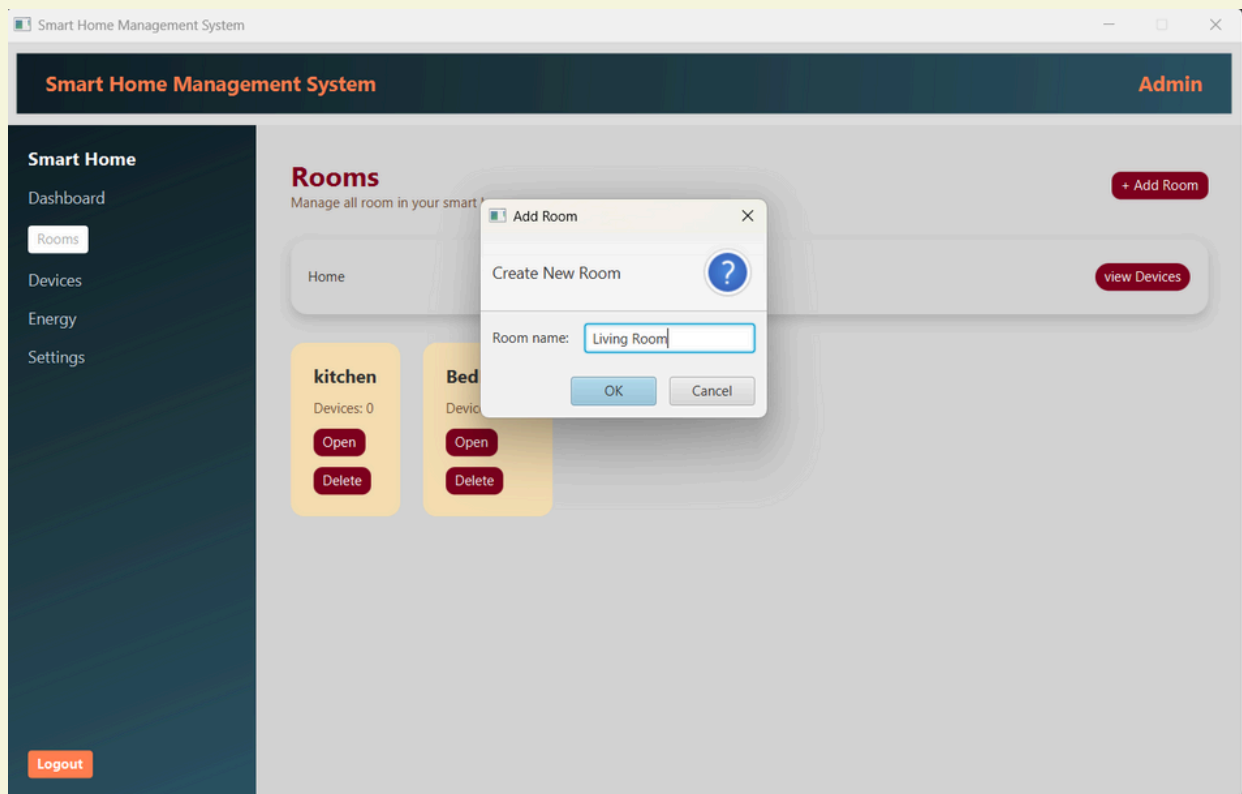 Smart Home Management System
Smart Home Management System
Admin
Smart Home
Dashboard
Rooms
Devices
Energy
Settings
Logout
Rooms
Manage all room in your smart
+ Add Room
Home
view Devices
kitchen
Devices: 0
Open
Delete
Bed
Devic
Open
Delete
Add Room
Create New Room
?
Room name: Living Room
OK Cancel